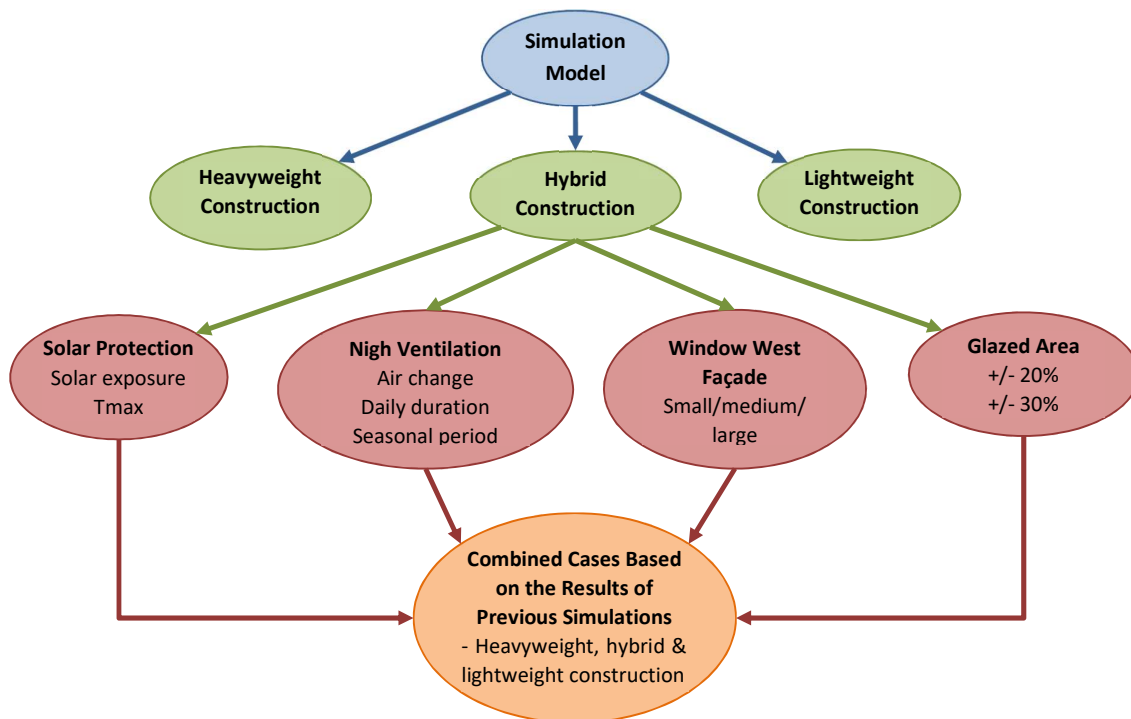 Simulation
Model
Heavyweight
Construction
Hybrid
Construction
Lightweight
Construction
Solar Protection
Solar exposure
Tmax
Nigh Ventilation
Air change
Daily duration
Seasonal period
Window West
Façade
Small/medium/
large
Glazed Area
+/- 20%
+/- 30%
Combined Cases Based
on the Results of
Previous Simulations
- Heavyweight, hybrid &
lightweight construction